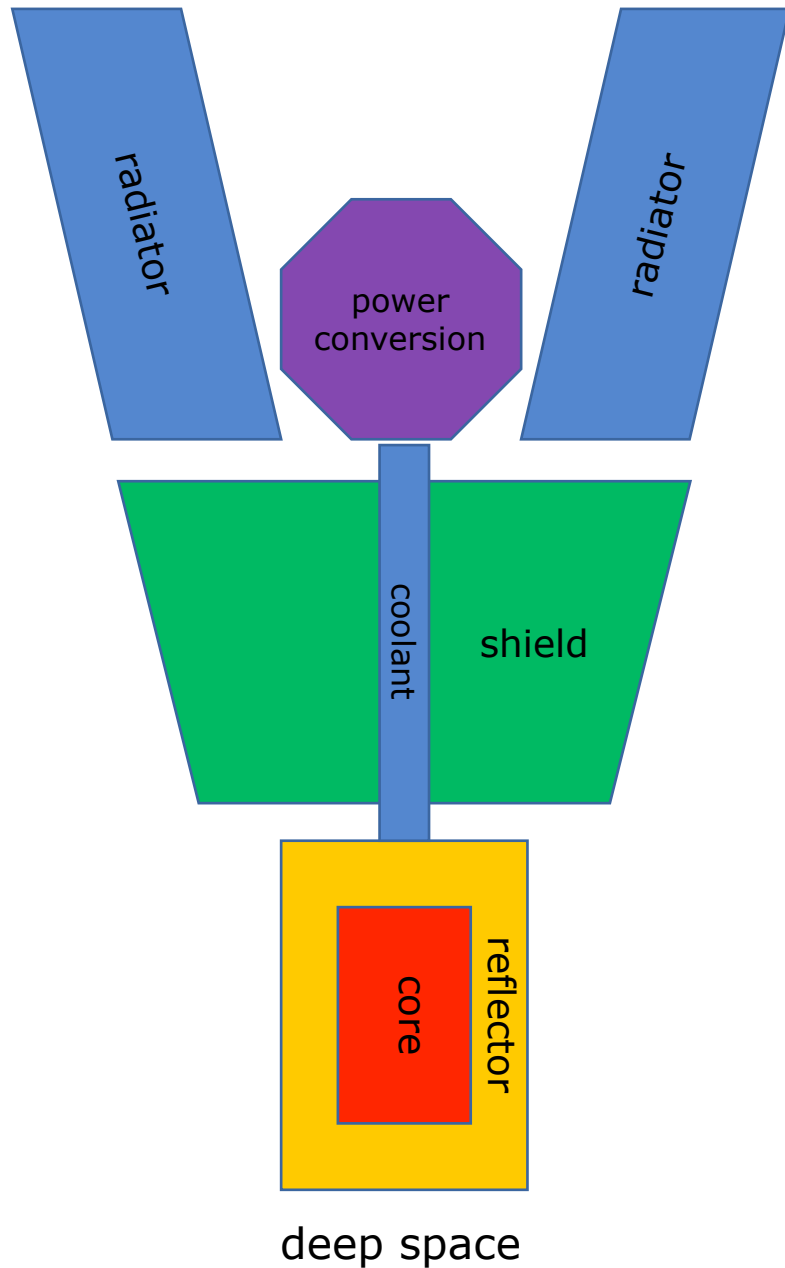 radiator
radiator
power
conversion
coolant
shield
reflector
core
deep space